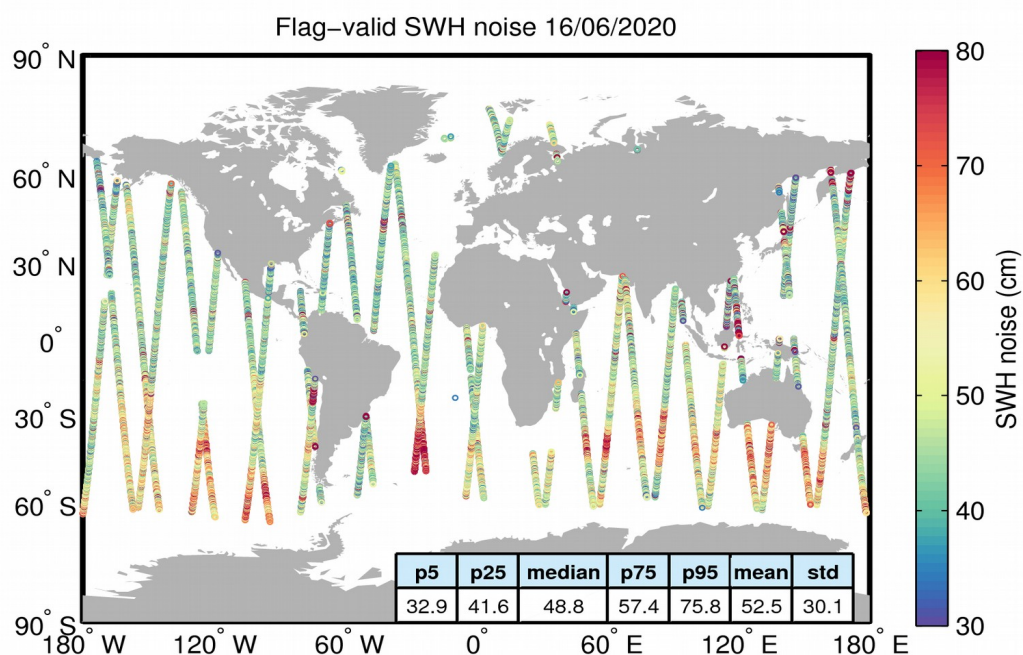 Flag−valid SWH noise 16/06/2020
90° N
60° N
30° N
0°
30° S
60° S
90° S
180° W
120° W
60° W
0°
60° E
120° E
180° E
p5 p25 median p75 p95 mean std
32.9 41.6 48.8 57.4 75.8 52.5 30.1
80
70
60
50
40
30
SWH noise (cm)